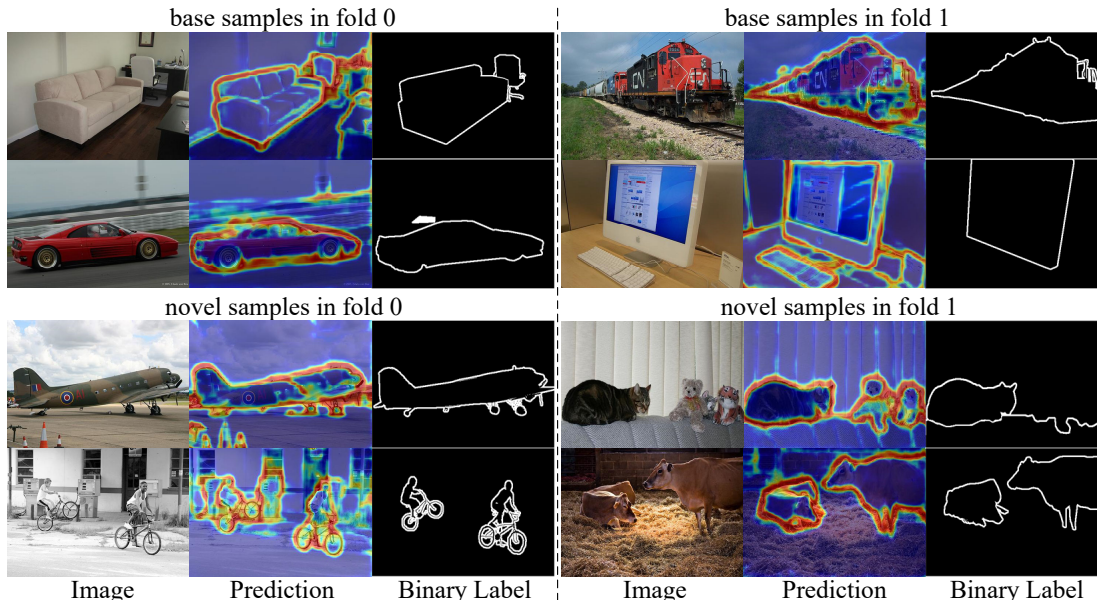 base samples in fold 0
base samples in fold 1
CN
novel samples in fold 0
novel samples in fold 1
Image
Prediction
Binary Label
Image
Prediction
Binary Label